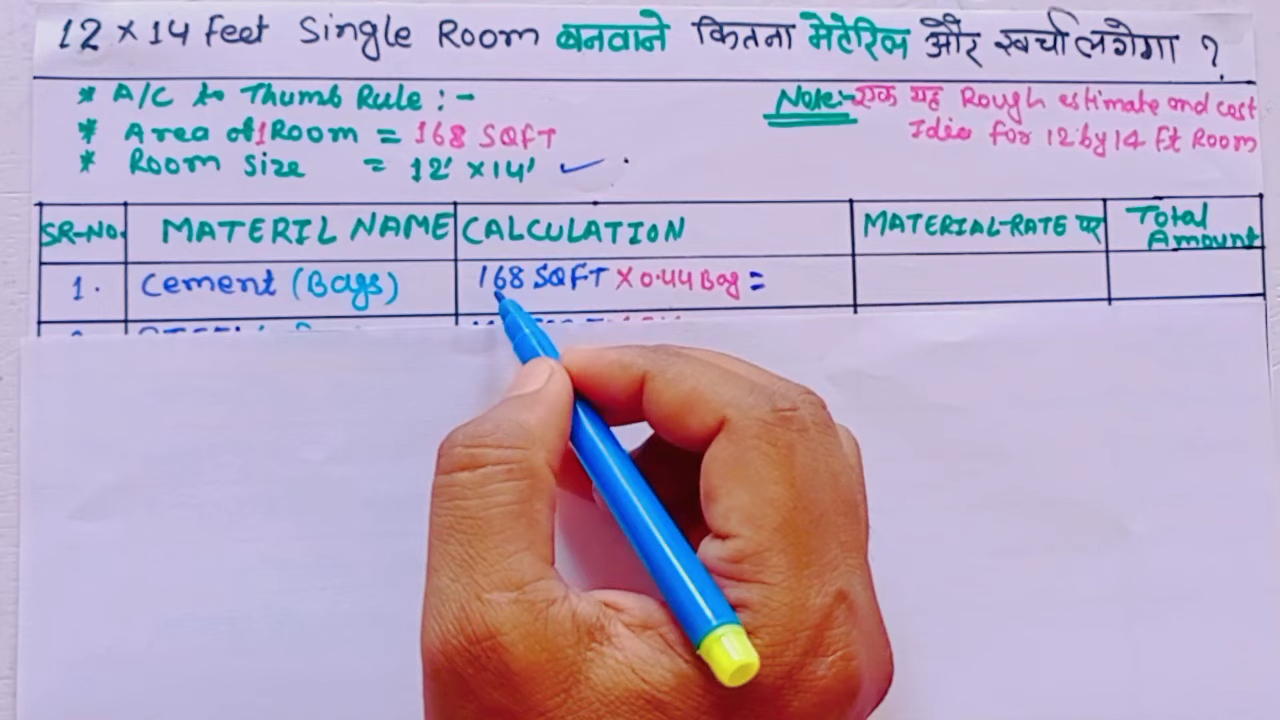 12 × 14 feet Single Room बनवाने कितना मेटेरिल और खर्चा लगेगा ?
* A/C to Thumb Rule : -
* Area of 1 Room = 168 SQFT
* Room size = 12' × 14' ✓
Note:- एक यह Rough estimate and cost
Idia for 12 by 14 Ft Room
SR-NO. MATERIL NAME CALCULATION MATERIAL-RATE पर Total Amount
1. Cement (Bags) 168 SQFT × 0.44 Bag =